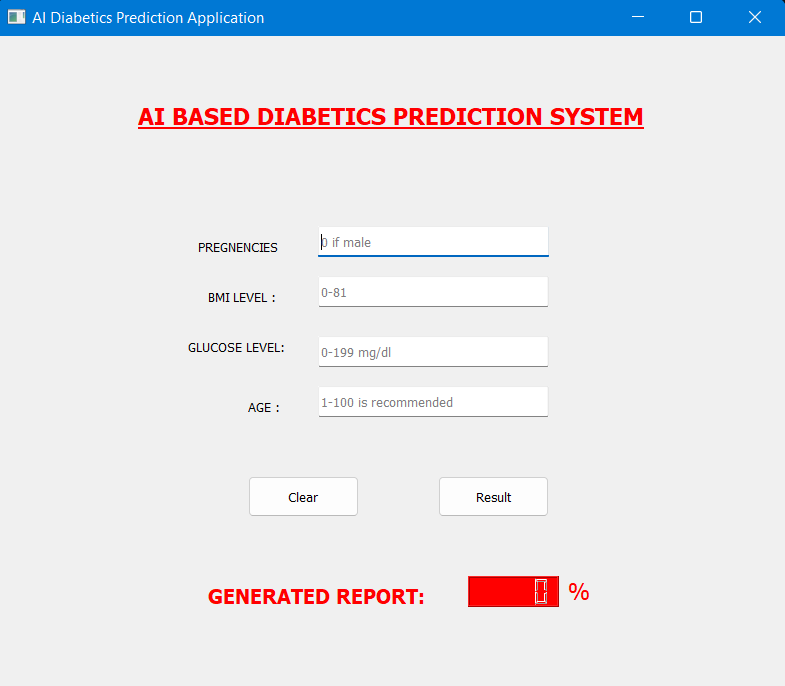 AI Diabetics Prediction Application
AI BASED DIABETICS PREDICTION SYSTEM
PREGNENCIES 0 if male
BMI LEVEL : 0-81
GLUCOSE LEVEL: 0-199 mg/dl
AGE : 1-100 is recommended
Clear Result
GENERATED REPORT: 0 %